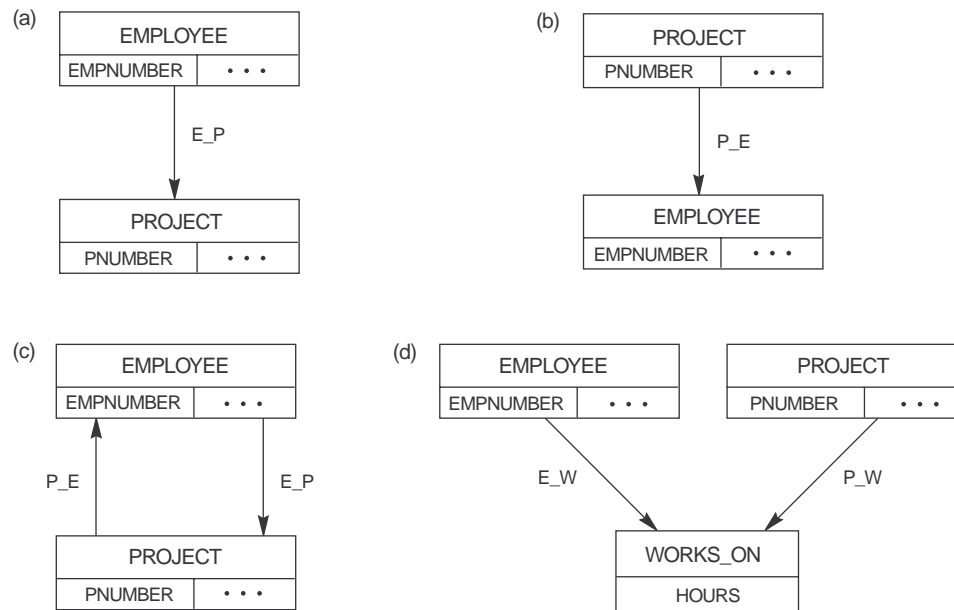 (a)
EMPLOYEE
EMPNUMBER • • •
E_P
PROJECT
PNUMBER • • •
(b)
PROJECT
PNUMBER • • •
P_E
EMPLOYEE
EMPNUMBER • • •
(c)
EMPLOYEE
EMPNUMBER • • •
P_E
E_P
PROJECT
PNUMBER • • •
(d)
EMPLOYEE
EMPNUMBER • • •
PROJECT
PNUMBER • • •
E_W
P_W
WORKS_ON
HOURS